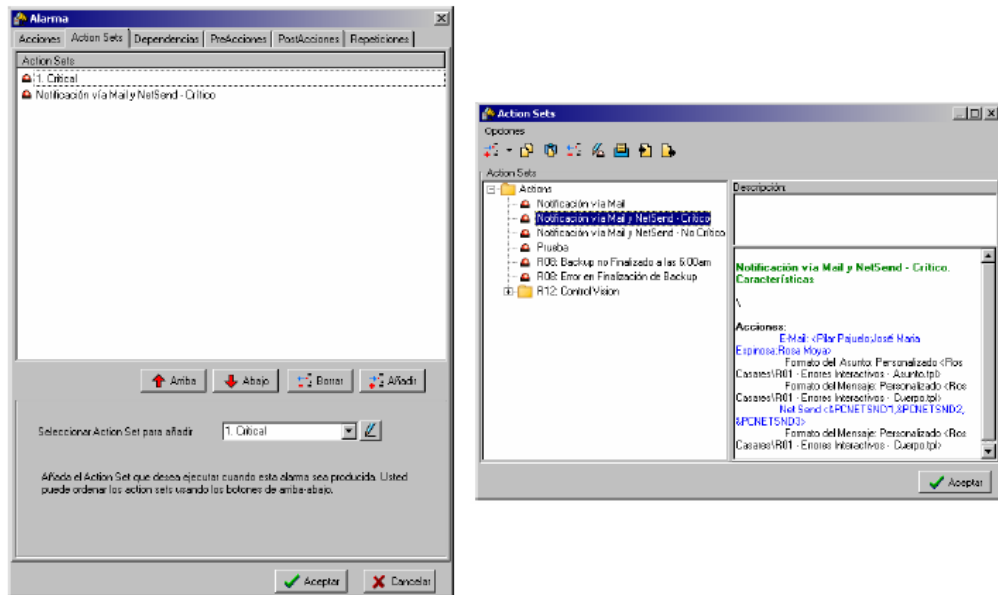 Alarma
Acciones Action Sets Dependencias PreAcciones PostAcciones Repeticiones
Action Sets
1. Critical
Notificación vía Mail y NetSend - Crítico
Arriba Abajo Borrar Añadir
Seleccionar Action Set para añadir 1. Critical
Añada el Action Set que desea ejecutar cuando esta alarma sea producida. Usted
puede ordenar los action sets usando los botones de arriba-abajo.
Aceptar Cancelar
Action Sets
Opciones
Action Sets
Actions
Notificación vía Mail
Notificación vía Mail y NetSend - Crítico
Notificación vía Mail y NetSend - No Crítico
Prueba
R08: Backup no Finalizado a las 6:00am
R08: Error en Finalización de Backup
R12: Control Vision
Descripción:
Notificación vía Mail y NetSend - Crítico.
Características
\
Acciones:
E-Mail: <Pilar Pajuelo;José Maria
Espinosa;Rosa Moya>
Formato del Asunto: Personalizado <Ros
Casares\R01 - Errores Interactivos - Asunto.tpl>
Formato del Mensaje: Personalizado <Ros
Casares\R01 - Errores Interactivos - Cuerpo.tpl>
Net Send <&PCNETSND1,&PCNETSND2,
&PCNETSND3>
Formato del Mensaje: Personalizado <Ros
Casares\R01 - Errores Interactivos - Cuerpo.tpl>
Aceptar